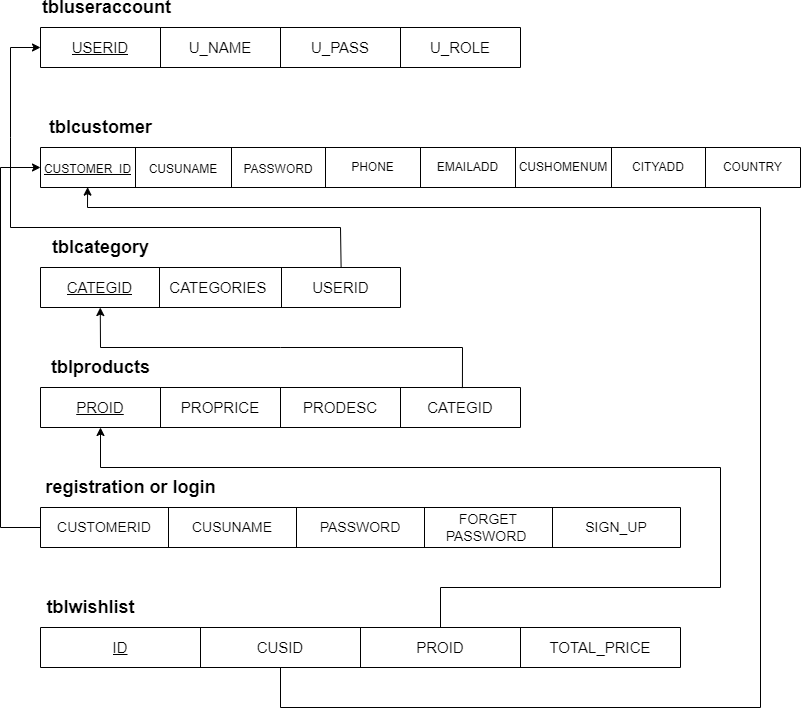 tbluseraccount
USERID U_NAME U_PASS U_ROLE
tblcustomer
CUSTOMER_ID CUSUNAME PASSWORD PHONE EMAILADD CUSHOMENUM CITYADD COUNTRY
tblcategory
CATEGID CATEGORIES USERID
tblproducts
PROID PROPRICE PRODESC CATEGID
registration or login
CUSTOMERID CUSUNAME PASSWORD FORGET
PASSWORD SIGN_UP
tblwishlist
ID CUSID PROID TOTAL_PRICE